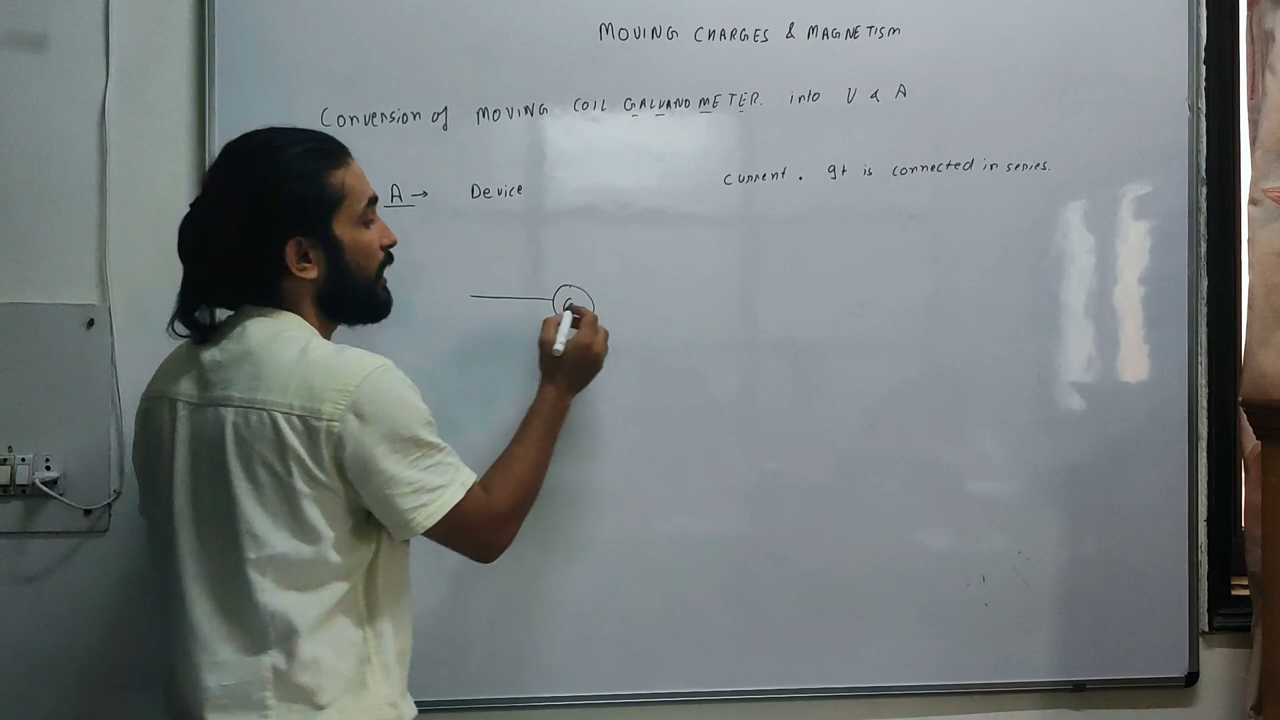 MOVING CHARGES & MAGNETISM
Conversion of MOVING COIL GALVANOMETER. into V & A
A → Device current. It is connected in series.